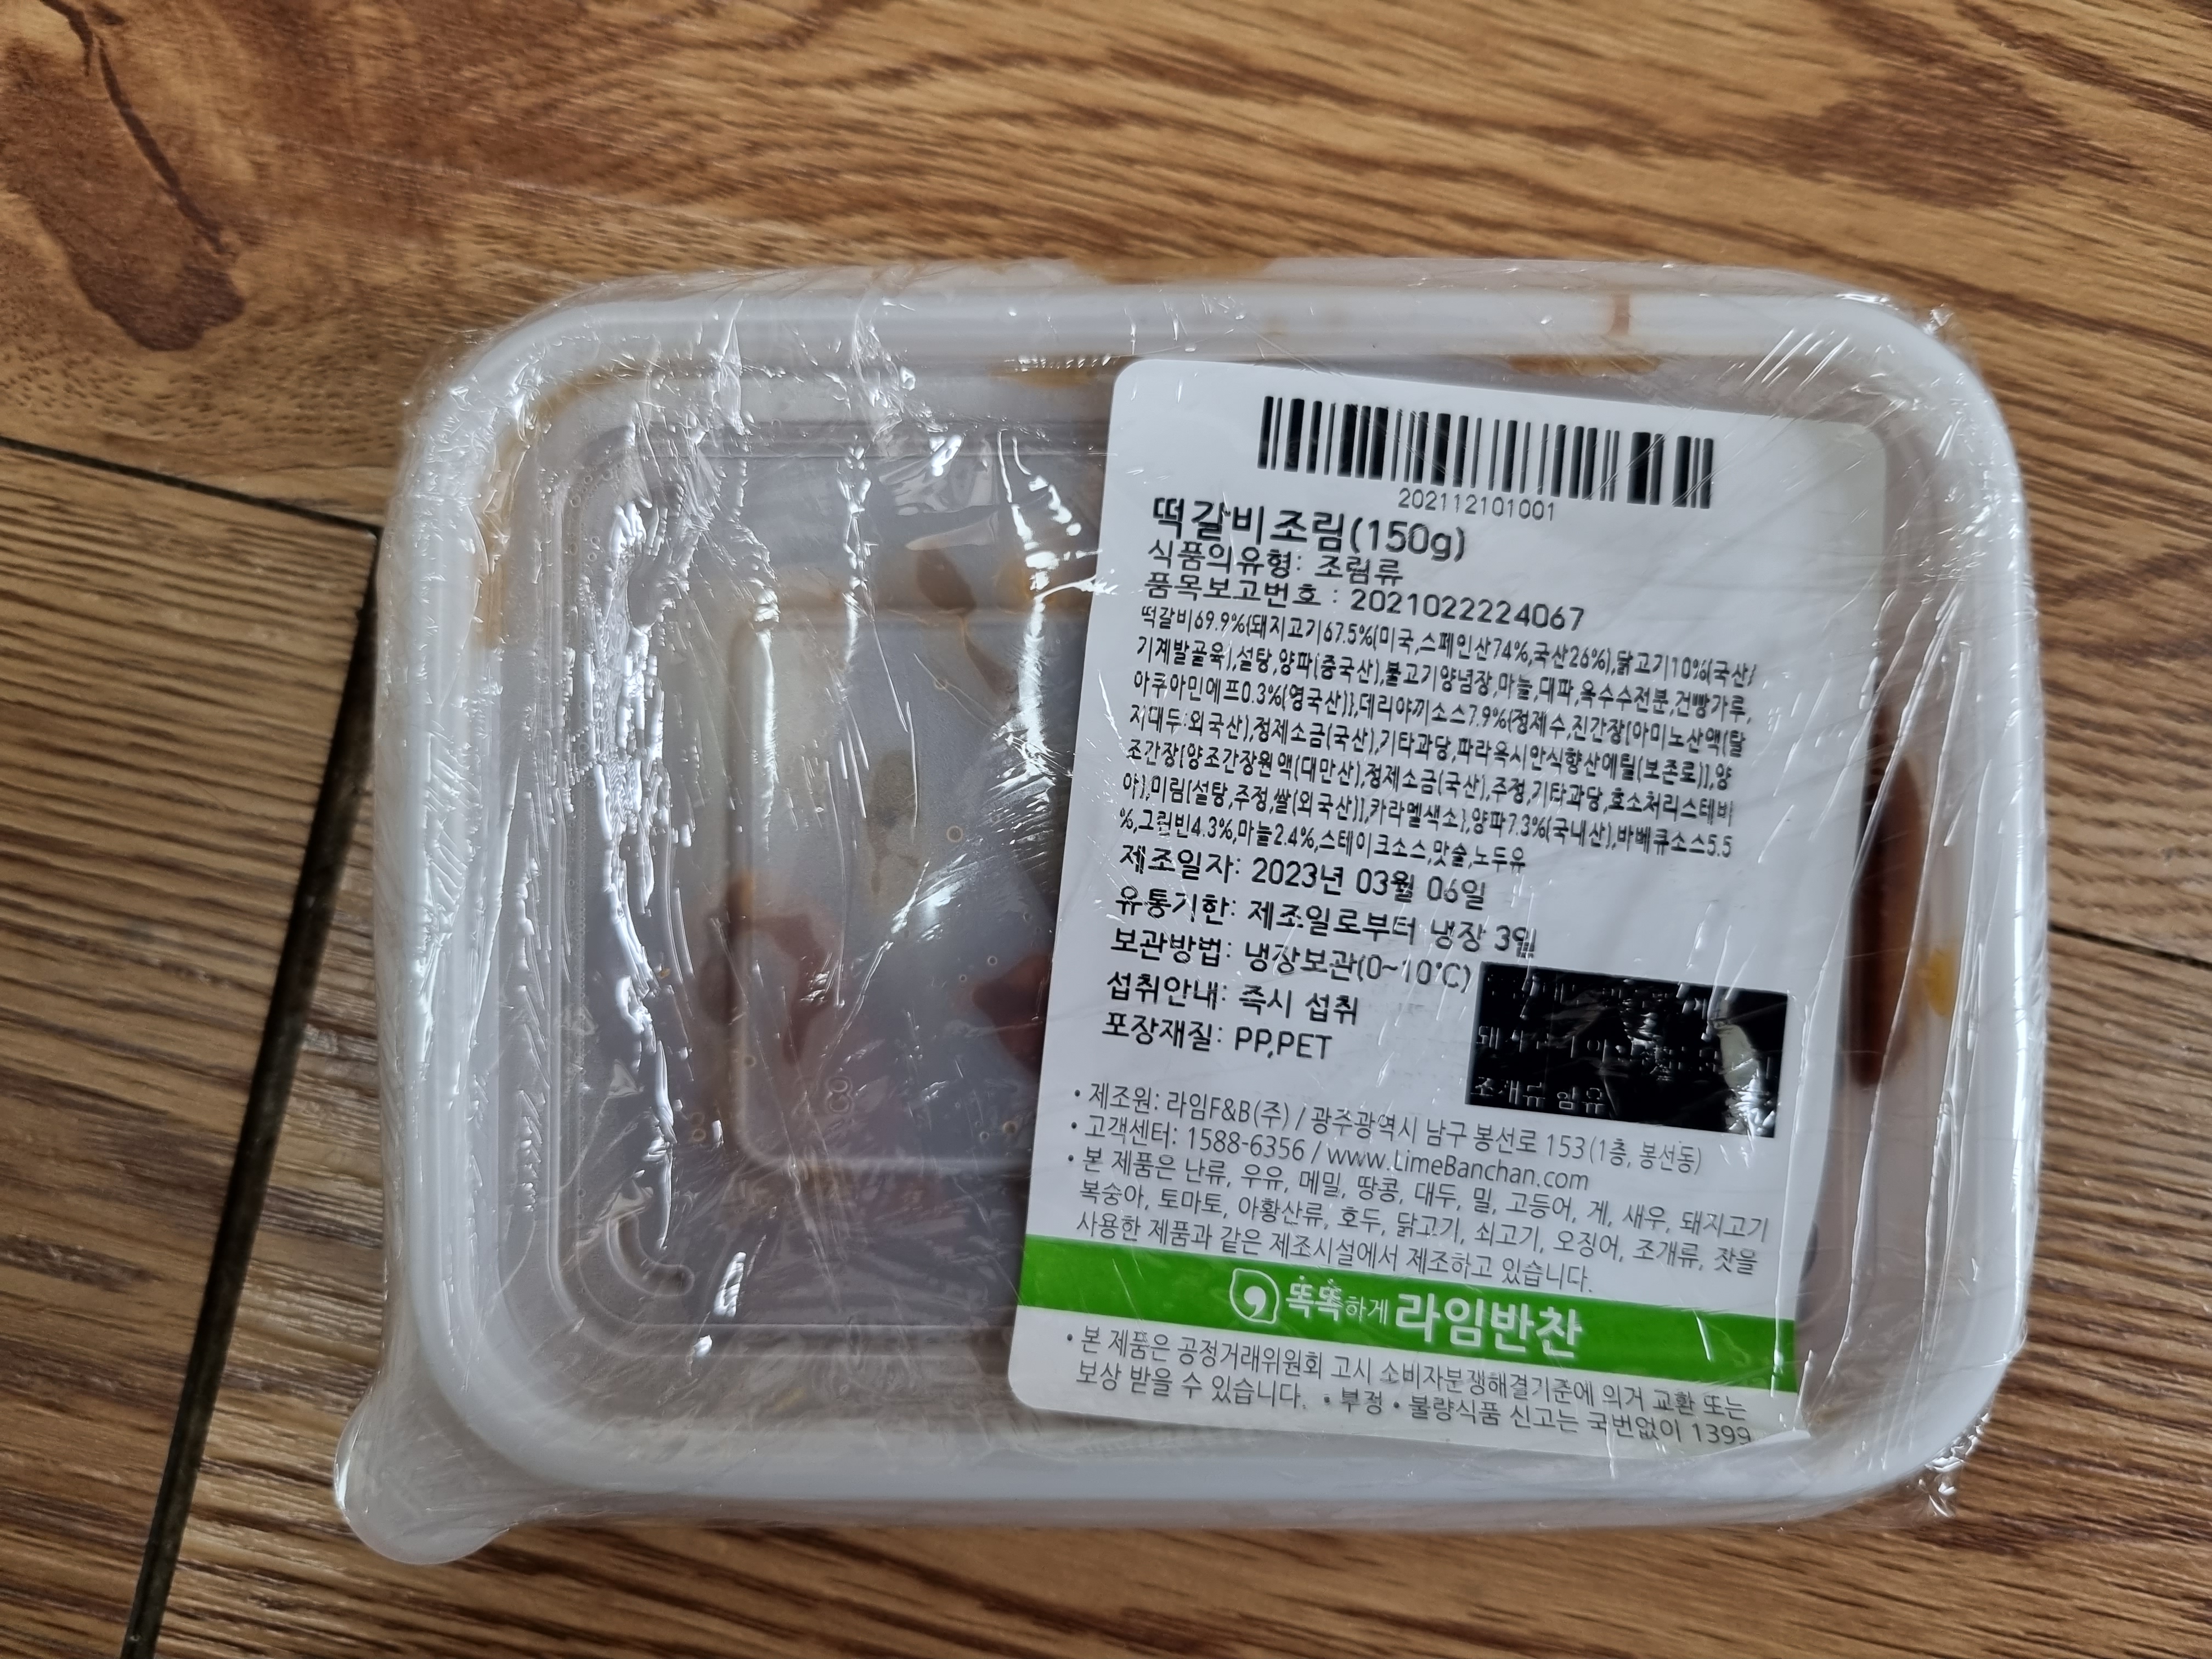 202112101001
떡갈비조림(150g)
식품의유형: 조림류
품목보고번호 : 2021022224067
떡갈비69.9%{돼지고기67.5%(미국,스페인산74%,국산26%),닭고기10%(국산/
기계발골육),설탕,양파(중국산),불고기양념장,마늘,대파,옥수수전분,건빵가루,
아쿠아민에프0.3%(영국산)},데리야끼소스7.9%{정제수,진간장[아미노산액(탈
지대두:외국산),정제소금(국산),기타과당,파라옥시안식향산에틸(보존료)],양
조간장[양조간장원액(대만산),정제소금(국산),주정,기타과당,효소처리스테비
아],미림[설탕,주정,쌀(외국산)],카라멜색소},양파7.3%(국내산),바베큐소스5.5
%,그린빈4.3%,마늘2.4%,스테이크소스,맛술,노두유
제조일자: 2023년 03월 06일
유통기한: 제조일로부터 냉장 3일
보관방법: 냉장보관(0~10℃)
섭취안내: 즉시 섭취
포장재질: PP,PET
조개류 함유
• 제조원: 라임F&B(주) / 광주광역시 남구 봉선로 153(1층, 봉선동)
• 고객센터: 1588-6356 / www.LimeBanchan.com
• 본 제품은 난류, 우유, 메밀, 땅콩, 대두, 밀, 고등어, 게, 새우, 돼지고기
복숭아, 토마토, 아황산류, 호두, 닭고기, 쇠고기, 오징어, 조개류, 잣을
사용한 제품과 같은 제조시설에서 제조하고 있습니다.
똑똑하게 라임반찬
• 본 제품은 공정거래위원회 고시 소비자분쟁해결기준에 의거 교환 또는
보상 받을 수 있습니다. • 부정 • 불량식품 신고는 국번없이 1399